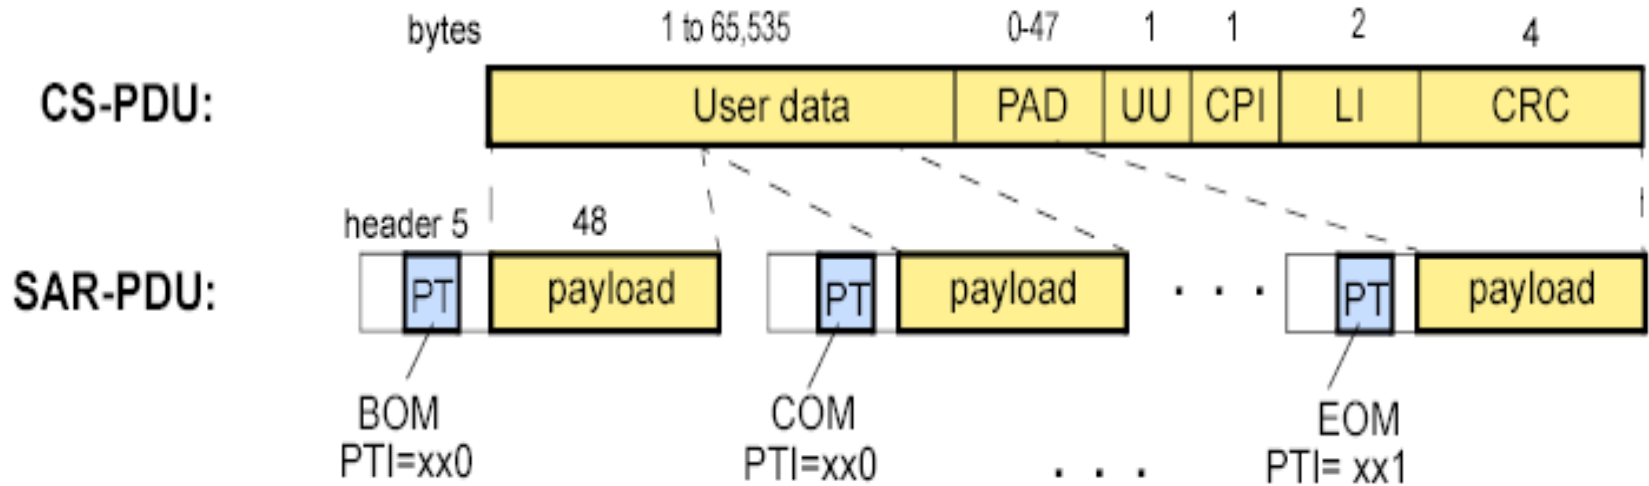 bytes 1 to 65,535 0-47 1 1 2 4
CS-PDU: User data PAD UU CPI LI CRC
header 5 48
SAR-PDU: PT payload PT payload . . . PT payload
BOM COM EOM
PTI=xx0 PTI=xx0 . . . PTI= xx1